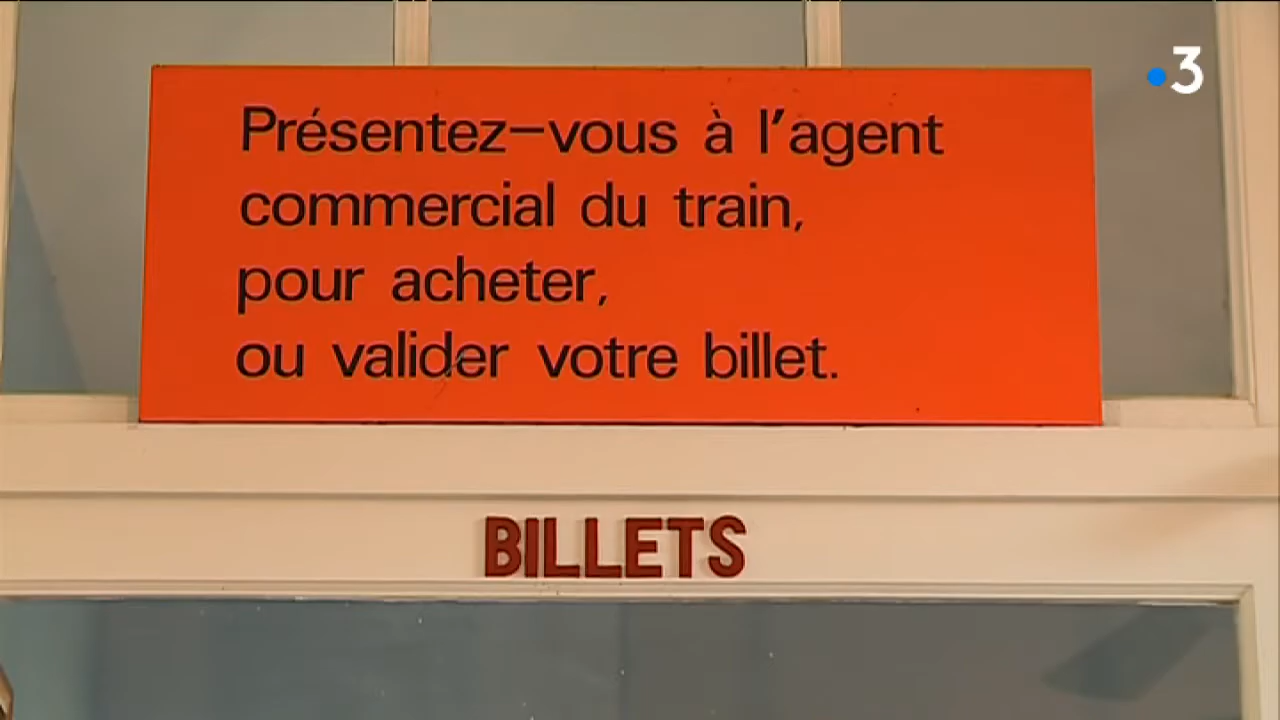 3
Présentez-vous à l'agent
commercial du train,
pour acheter,
ou valider votre billet.
BILLETS